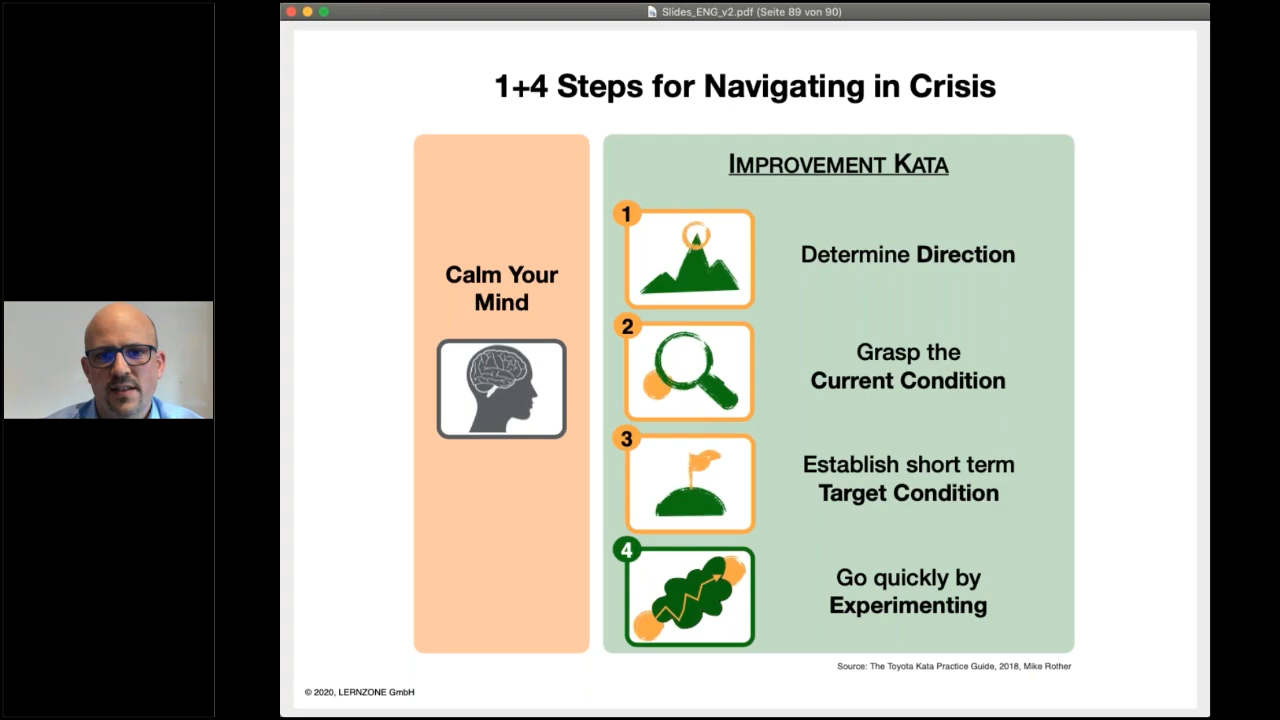 Slides_ENG_v2.pdf (Seite 89 von 90)
1+4 Steps for Navigating in Crisis
Calm Your
Mind
IMPROVEMENT KATA
1
Determine Direction
2
Grasp the
Current Condition
3
Establish short term
Target Condition
4
Go quickly by
Experimenting
Source: The Toyota Kata Practice Guide, 2018, Mike Rother
© 2020, LERNZONE GmbH